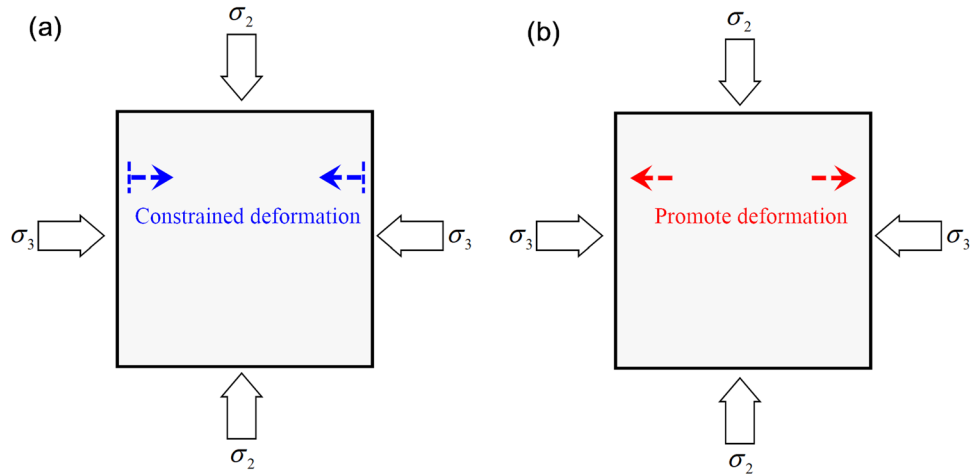 (a)
σ2
Constrained deformation
σ3
σ3
σ2
(b)
σ2
Promote deformation
σ3
σ3
σ2